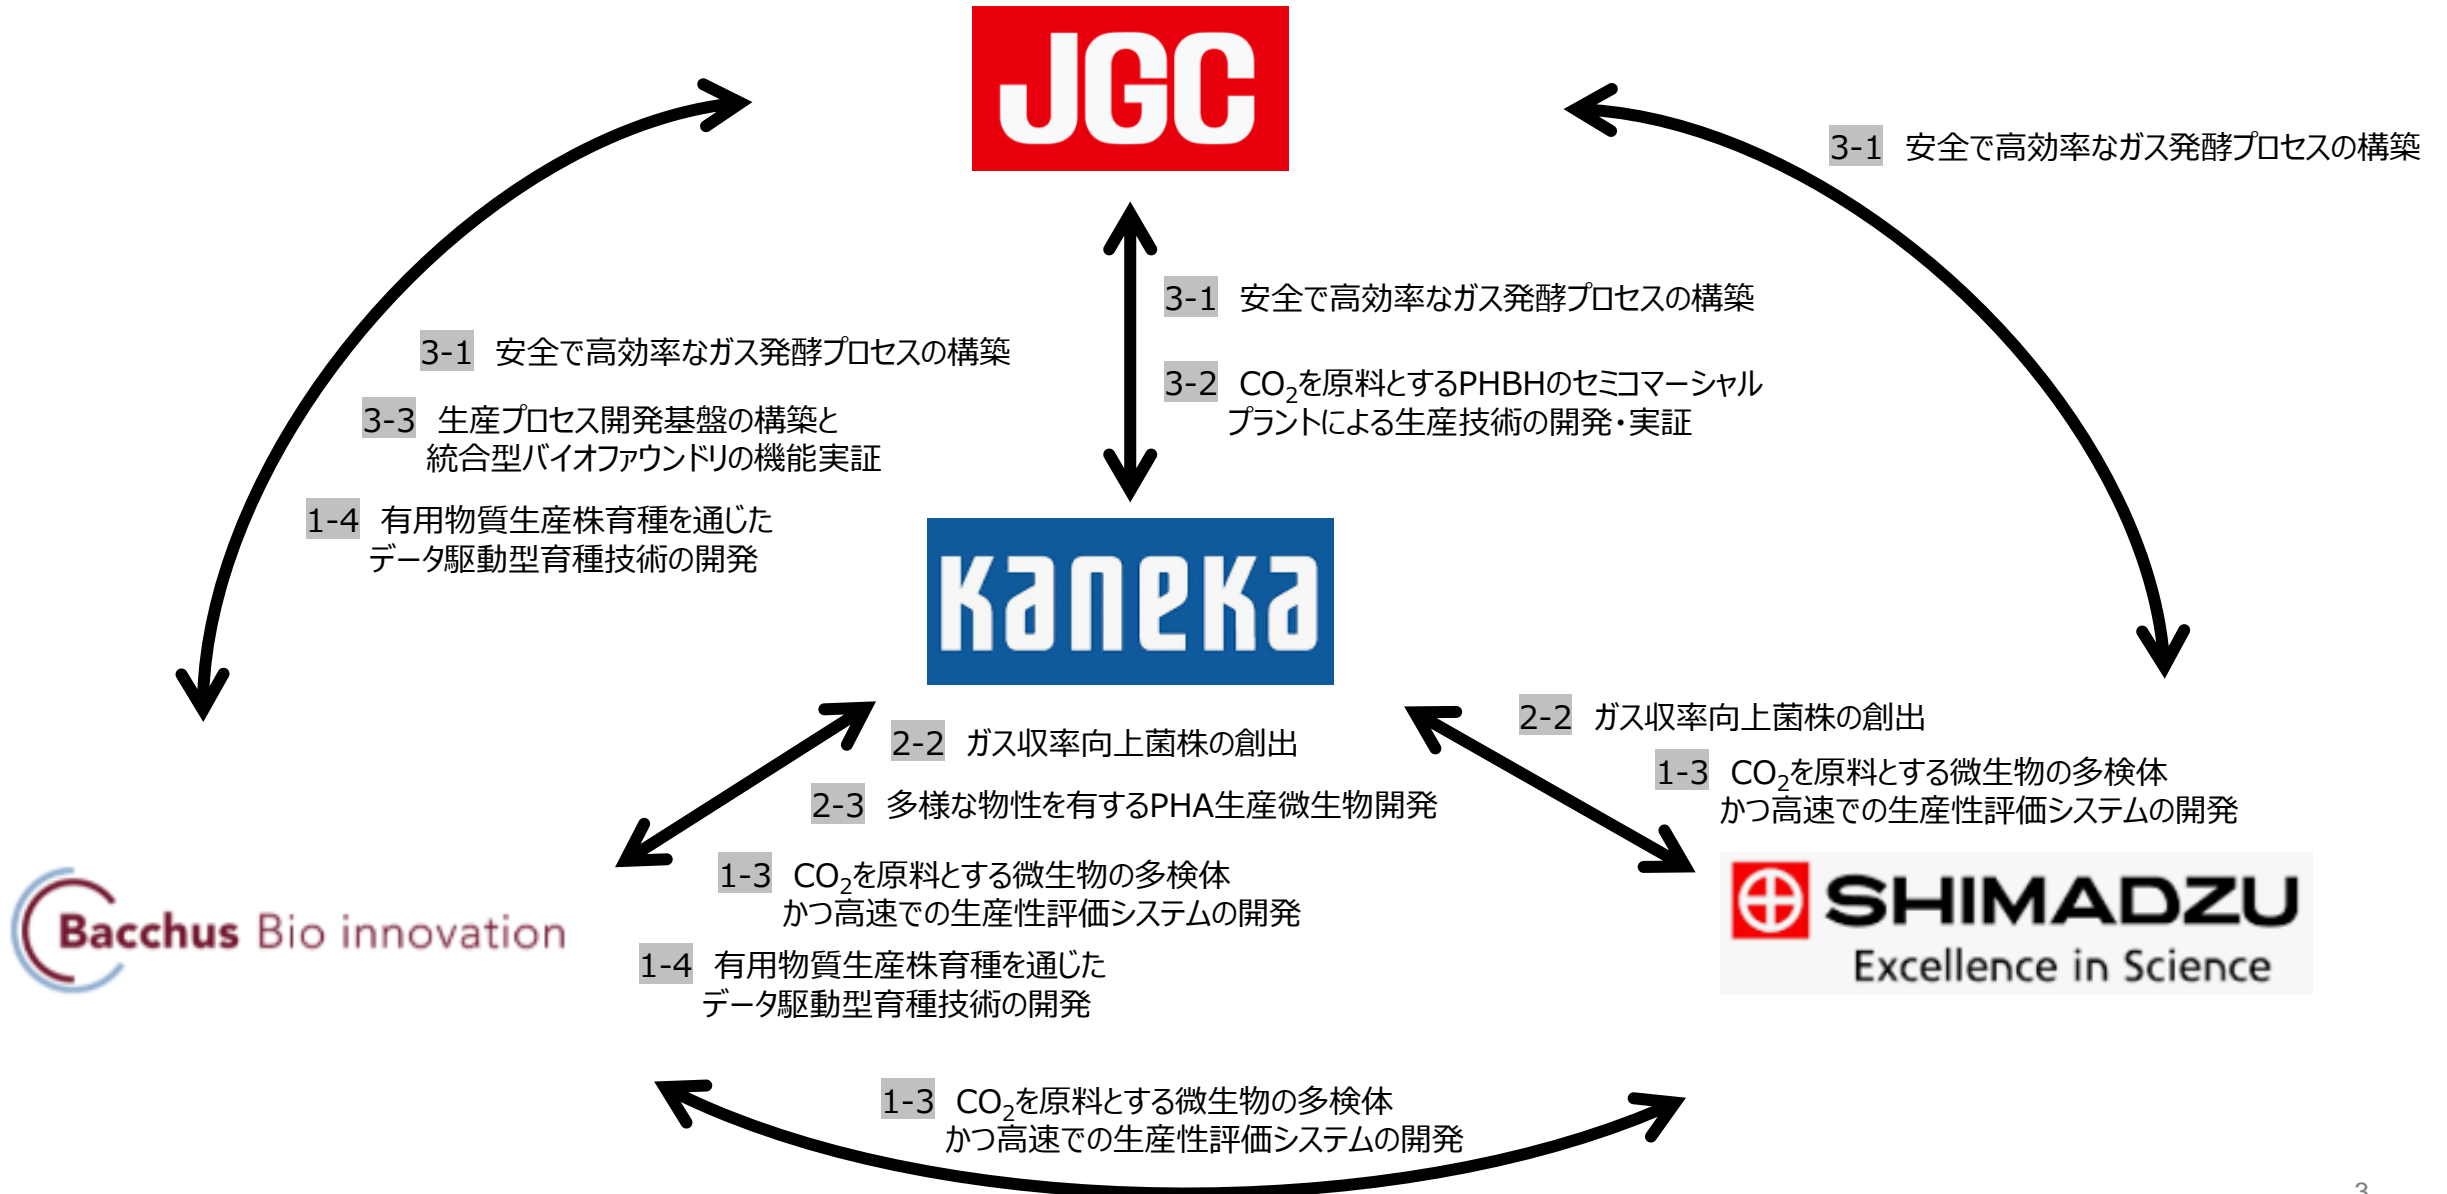 JGC
3-1 安全で高効率なガス発酵プロセスの構築
3-1 安全で高効率なガス発酵プロセスの構築
3-2 CO₂を原料とするPHBHのセミコマーシャル
プラントによる生産技術の開発・実証
3-1 安全で高効率なガス発酵プロセスの構築
3-3 生産プロセス開発基盤の構築と
統合型バイオファウンドリの機能実証
1-4 有用物質生産株育種を通じた
データ駆動型育種技術の開発
Kaneka
2-2 ガス収率向上菌株の創出
2-3 多様な物性を有するPHA生産微生物開発
1-3 CO₂を原料とする微生物の多検体
かつ高速での生産性評価システムの開発
1-4 有用物質生産株育種を通じた
データ駆動型育種技術の開発
2-2 ガス収率向上菌株の創出
1-3 CO₂を原料とする微生物の多検体
かつ高速での生産性評価システムの開発
Bacchus Bio innovation
SHIMADZU
Excellence in Science
1-3 CO₂を原料とする微生物の多検体
かつ高速での生産性評価システムの開発
3